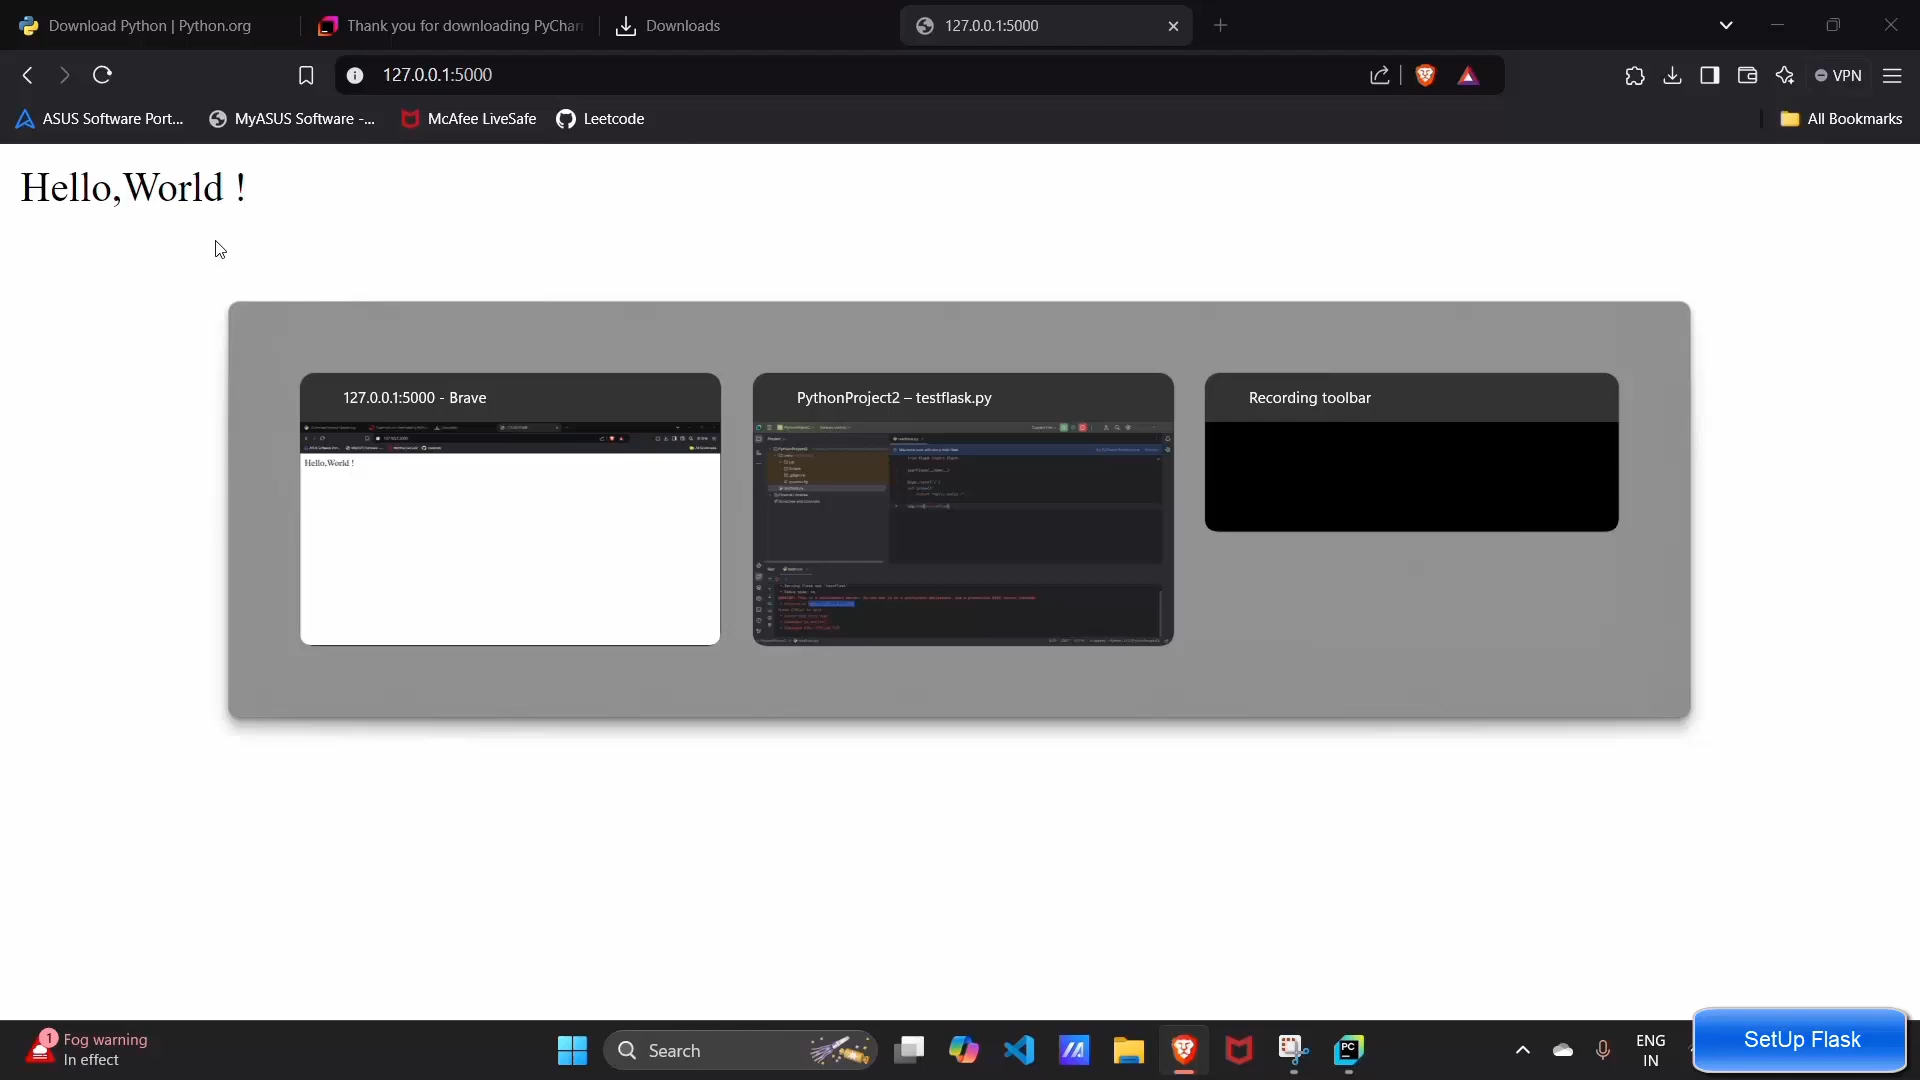 Download Python | Python.org
Thank you for downloading PyChar
Downloads
127.0.0.1:5000
127.0.0.1:5000
VPN
ASUS Software Port...
MyASUS Software -...
McAfee LiveSafe
Leetcode
All Bookmarks
Hello,World !
127.0.0.1:5000 - Brave
PythonProject2 – testflask.py
Recording toolbar
Hello,World !
1
Fog warning
In effect
Search
PC
ENG
IN
SetUp Flask